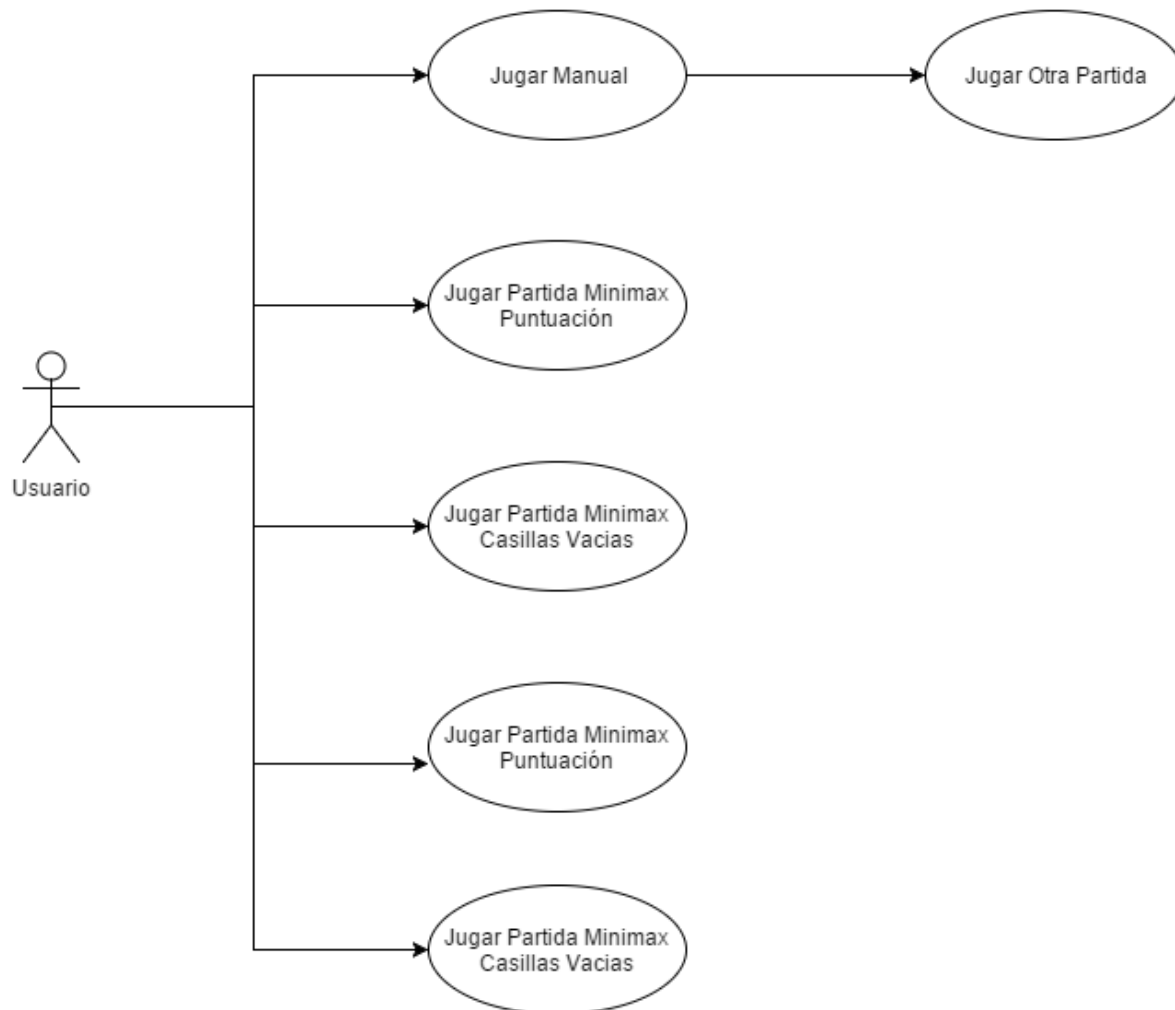 Jugar Manual
Jugar Otra Partida
Jugar Partida Minimax
Puntuación
Usuario
Jugar Partida Minimax
Casillas Vacias
Jugar Partida Minimax
Puntuación
Jugar Partida Minimax
Casillas Vacias